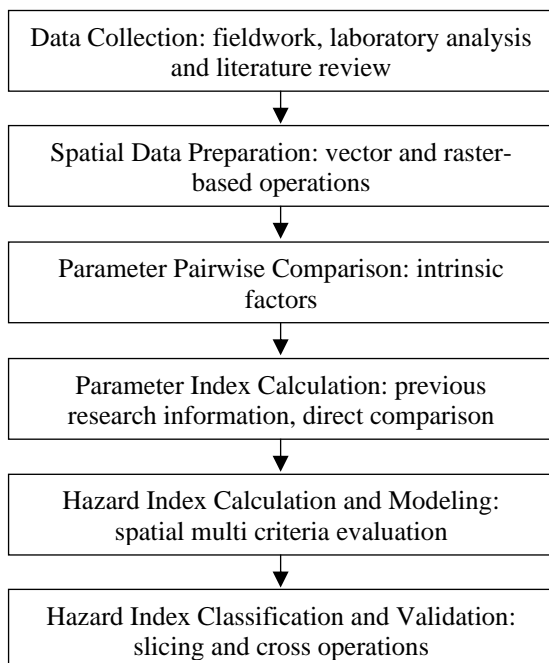 Data Collection: fieldwork, laboratory analysis
and literature review
Spatial Data Preparation: vector and raster-
based operations
Parameter Pairwise Comparison: intrinsic
factors
Parameter Index Calculation: previous
research information, direct comparison
Hazard Index Calculation and Modeling:
spatial multi criteria evaluation
Hazard Index Classification and Validation:
slicing and cross operations